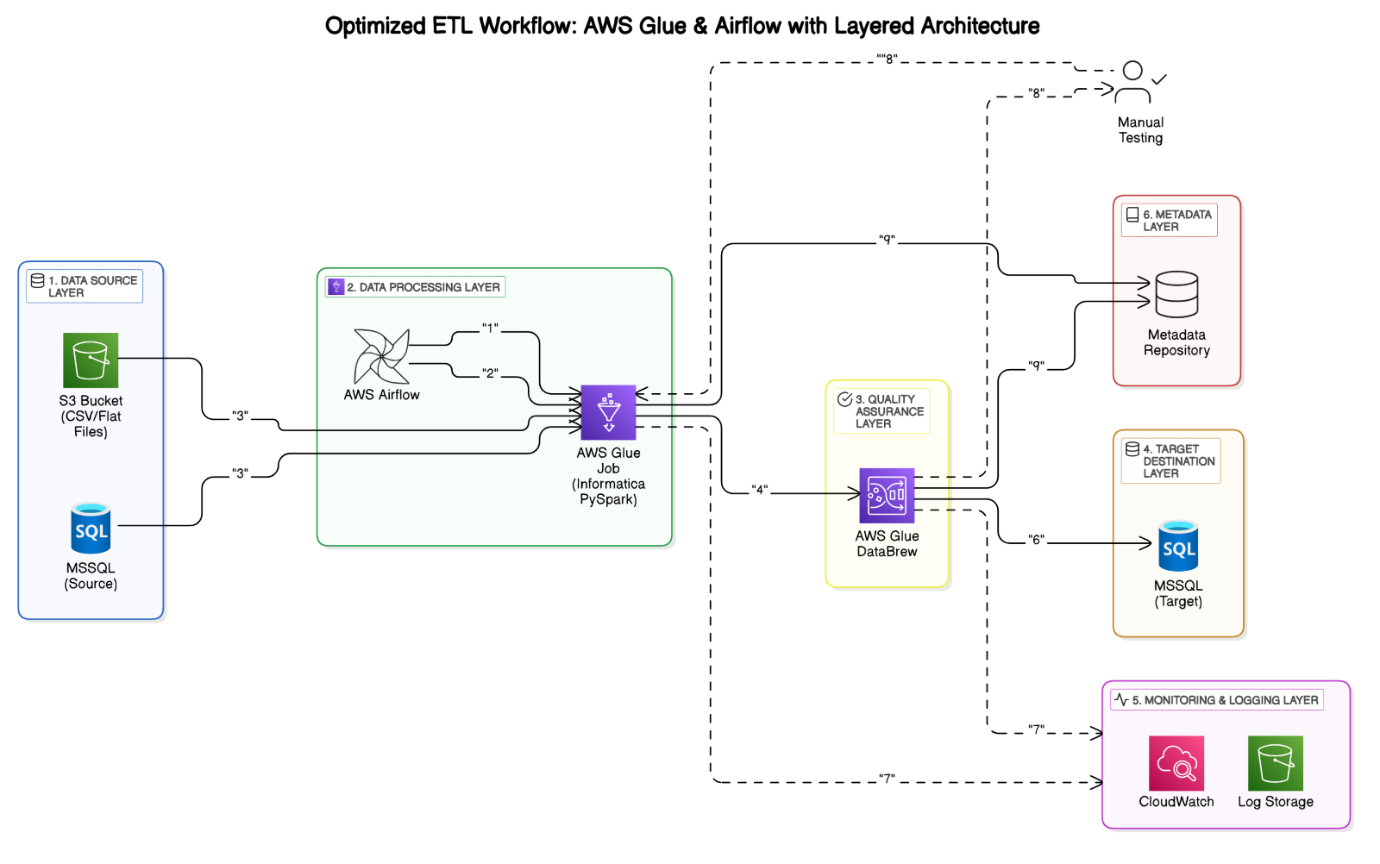 Optimized ETL Workflow: AWS Glue & Airflow with Layered Architecture
""8"
"8"
Manual
Testing
6. METADATA
LAYER
"9"
Metadata
Repository
1. DATA SOURCE
LAYER
S3 Bucket
(CSV/Flat
Files)
"3"
"3"
SQL
MSSQL
(Source)
2. DATA PROCESSING LAYER
"1"
"2"
AWS Airflow
AWS Glue
Job
(Informatica
PySpark)
"9"
3. QUALITY
ASSURANCE
LAYER
"4"
AWS Glue
DataBrew
4. TARGET
DESTINATION
LAYER
"6"
SQL
MSSQL
(Target)
5. MONITORING & LOGGING LAYER
"7"
"7"
CloudWatch
Log Storage